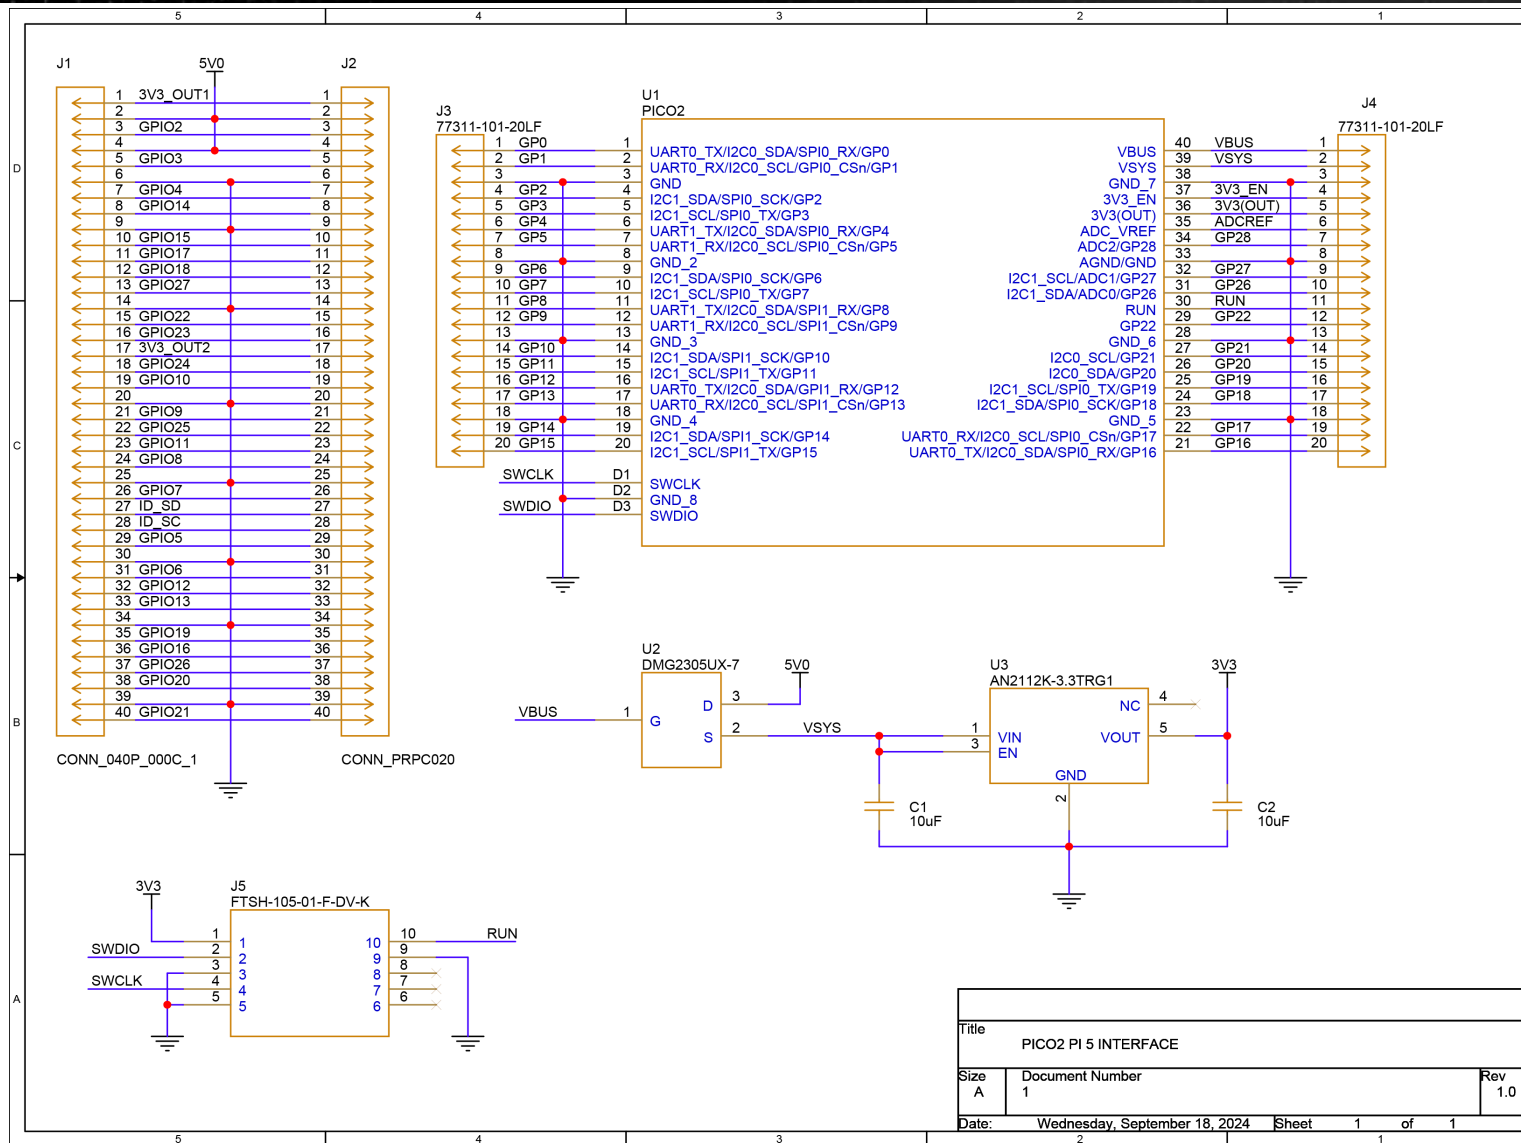 5 4 3 2 1
J1 5V0 J2
1 3V3_OUT1 1
2 2
3 GPIO2 3
4 4
5 GPIO3 5
6 6
7 GPIO4 7
8 GPIO14 8
9 9
10 GPIO15 10
11 GPIO17 11
12 GPIO18 12
13 GPIO27 13
14 14
15 GPIO22 15
16 GPIO23 16
17 3V3_OUT2 17
18 GPIO24 18
19 GPIO10 19
20 20
21 GPIO9 21
22 GPIO25 22
23 GPIO11 23
24 GPIO8 24
25 25
26 GPIO7 26
27 ID_SD 27
28 ID_SC 28
29 GPIO5 29
30 30
31 GPIO6 31
32 GPIO12 32
33 GPIO13 33
34 34
35 GPIO19 35
36 GPIO16 36
37 GPIO26 37
38 GPIO20 38
39 39
40 GPIO21 40
CONN_040P_000C_1 CONN_PRPC020
J3
77311-101-20LF
U1
PICO2
J4
77311-101-20LF
1 GP0 1 UART0_TX/I2C0_SDA/SPI0_RX/GP0 VBUS 40 VBUS 1
2 GP1 2 UART0_RX/I2C0_SCL/GPI0_CSn/GP1 VSYS 39 VSYS 2
3 3 GND GND_7 38 3
4 GP2 4 I2C1_SDA/SPI0_SCK/GP2 3V3_EN 37 3V3_EN 4
5 GP3 5 I2C1_SCL/SPI0_TX/GP3 3V3(OUT) 36 3V3(OUT) 5
6 GP4 6 UART1_TX/I2C0_SDA/SPI0_RX/GP4 ADC_VREF 35 ADCREF 6
7 GP5 7 UART1_RX/I2C0_SCL/SPI0_CSn/GP5 ADC2/GP28 34 GP28 7
8 8 GND_2 AGND/GND 33 8
9 GP6 9 I2C1_SDA/SPI0_SCK/GP6 I2C1_SCL/ADC1/GP27 32 GP27 9
10 GP7 10 I2C1_SCL/SPI0_TX/GP7 I2C1_SDA/ADC0/GP26 31 GP26 10
11 GP8 11 UART1_TX/I2C0_SDA/SPI1_RX/GP8 RUN 30 RUN 11
12 GP9 12 UART1_RX/I2C0_SCL/SPI1_CSn/GP9 GP22 29 GP22 12
13 13 GND_3 GND_6 28 13
14 GP10 14 I2C1_SDA/SPI1_SCK/GP10 I2C0_SCL/GP21 27 GP21 14
15 GP11 15 I2C1_SCL/SPI1_TX/GP11 I2C0_SDA/GP20 26 GP20 15
16 GP12 16 UART0_TX/I2C0_SDA/GPI1_RX/GP12 I2C1_SCL/SPI0_TX/GP19 25 GP19 16
17 GP13 17 UART0_RX/I2C0_SCL/SPI1_CSn/GP13 I2C1_SDA/SPI0_SCK/GP18 24 GP18 17
18 18 GND_4 GND_5 23 18
19 GP14 19 I2C1_SDA/SPI1_SCK/GP14 UART0_RX/I2C0_SCL/SPI0_CSn/GP17 22 GP17 19
20 GP15 20 I2C1_SCL/SPI1_TX/GP15 UART0_TX/I2C0_SDA/SPI0_RX/GP16 21 GP16 20
SWCLK D1 SWCLK
D2 GND_8
SWDIO D3 SWDIO
D
C
B
A
U2
DMG2305UX-7 5V0
VBUS 1 G D 3
S 2 VSYS
U3
AN2112K-3.3TRG1 3V3
NC 4
1 VIN VOUT 5
3 EN
GND
2
C1
10uF
C2
10uF
3V3 J5
FTSH-105-01-F-DV-K
1 1 10 10 RUN
SWDIO 2 2 9 9
3 3 8 8
SWCLK 4 4 7 7
5 5 6 6
Title
PICO2 PI 5 INTERFACE
Size Document Number Rev
A 1 1.0
Date: Wednesday, September 18, 2024 Sheet 1 of 1
5 4 3 2 1